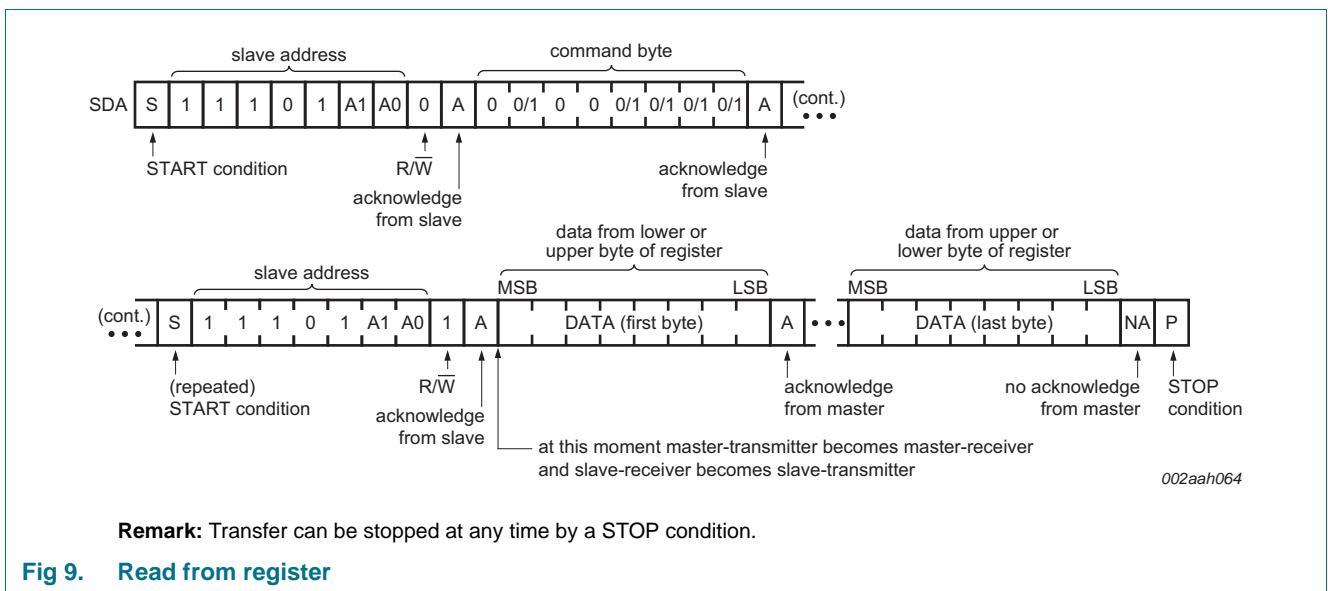 slave address command byte
SDA S 1 1 1 0 1 A1 A0 0 A 0 0/1 0 0 0/1 0/1 0/1 0/1 A (cont.)
START condition R/W̅ acknowledge from slave acknowledge from slave
data from lower or upper byte of register data from upper or lower byte of register
slave address MSB LSB MSB LSB
(cont.) S 1 1 1 0 1 A1 A0 1 A DATA (first byte) A DATA (last byte) NA P
(repeated) START condition R/W̅ acknowledge from slave acknowledge from master no acknowledge from master STOP condition
at this moment master-transmitter becomes master-receiver
and slave-receiver becomes slave-transmitter
002aah064
Remark: Transfer can be stopped at any time by a STOP condition.
Fig 9. Read from register